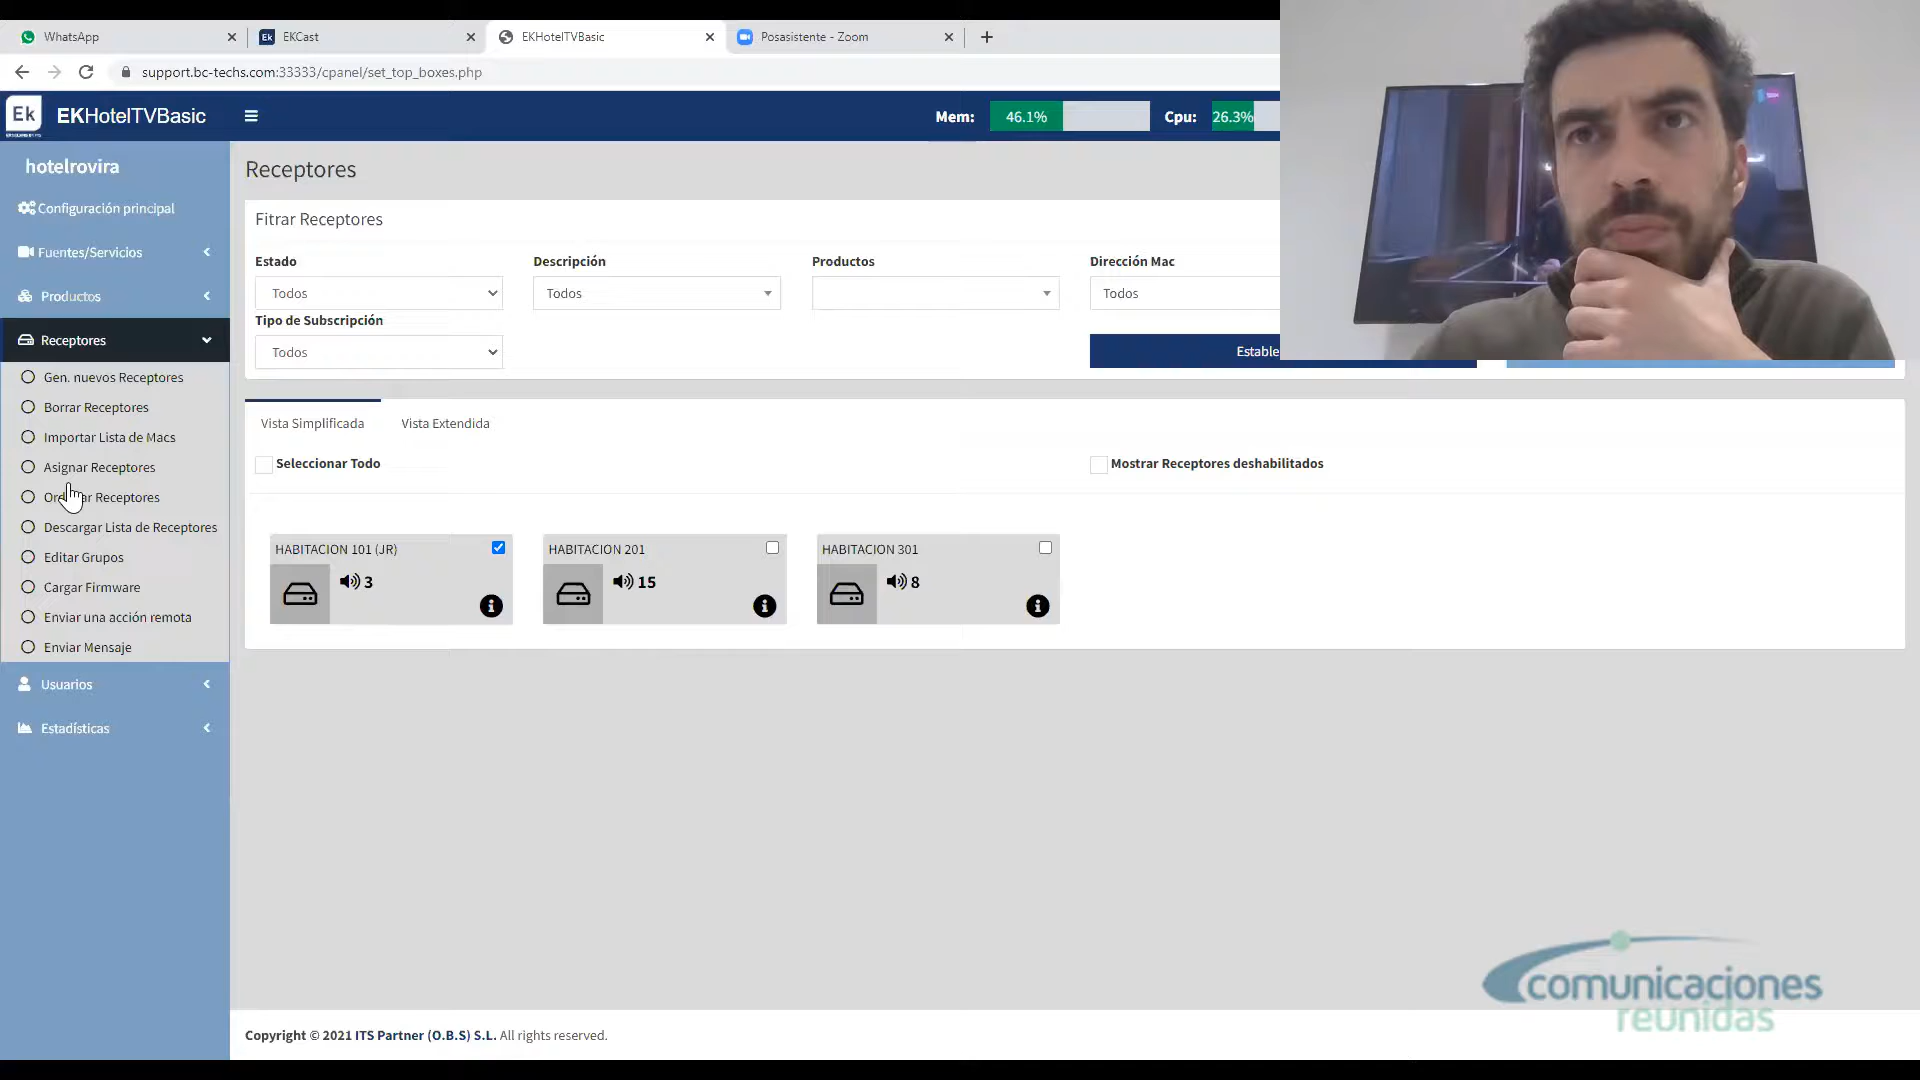 WhatsApp
EKCast
EKHotelTVBasic
Posasistente - Zoom
support.bc-techs.com:33333/cpanel/set_top_boxes.php
Ek
EKHotelTVBasic
Mem: 46.1% Cpu: 26.3%
hotelrovira
Configuración principal
Fuentes/Servicios
Productos
Receptores
Gen. nuevos Receptores
Borrar Receptores
Importar Lista de Macs
Asignar Receptores
Receptores
Descargar Lista de Receptores
Editar Grupos
Cargar Firmware
Enviar una acción remota
Enviar Mensaje
Usuarios
Estadísticas
Receptores
Fitrar Receptores
Estado
Todos
Descripción
Todos
Productos
Dirección Mac
Todos
Tipo de Subscripción
Todos
Estable
Vista Simplificada
Vista Extendida
Seleccionar Todo
Mostrar Receptores deshabilitados
HABITACION 101 (JR)
3
HABITACION 201
15
HABITACION 301
8
comunicaciones
reunidas
Copyright © 2021 ITS Partner (O.B.S) S.L. All rights reserved.